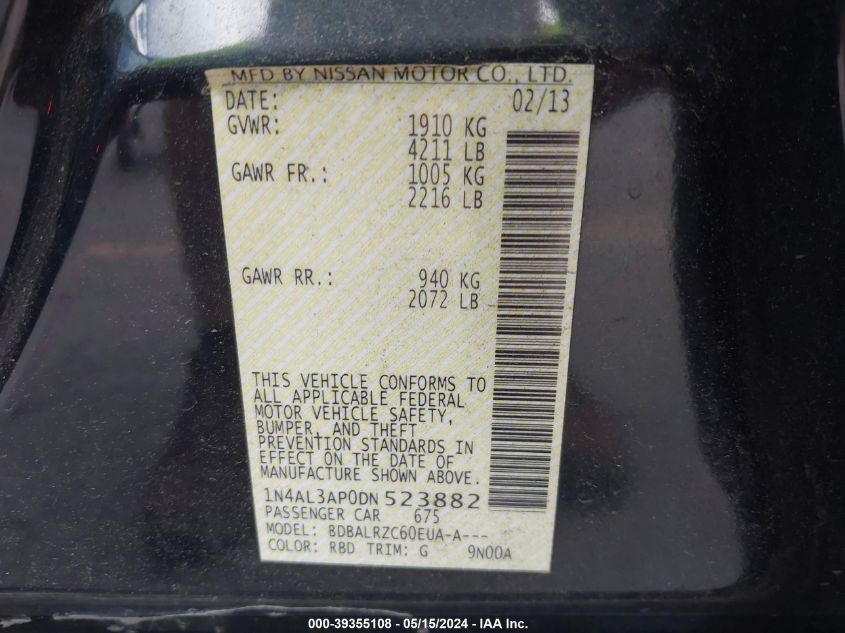 MFD BY NISSAN MOTOR CO., LTD.
DATE: 02/13
GVWR: 1910 KG
4211 LB
GAWR FR.: 1005 KG
2216 LB
GAWR RR.: 940 KG
2072 LB
THIS VEHICLE CONFORMS TO
ALL APPLICABLE FEDERAL
MOTOR VEHICLE SAFETY,
BUMPER, AND THEFT
PREVENTION STANDARDS IN
EFFECT ON THE DATE OF
MANUFACTURE SHOWN ABOVE.
1N4AL3AP0DN523882
PASSENGER CAR 675
MODEL: BDBALRZC60EUA-A---
COLOR: RBD TRIM: G 9N00A
000-39355108 - 05/15/2024 - IAA Inc.